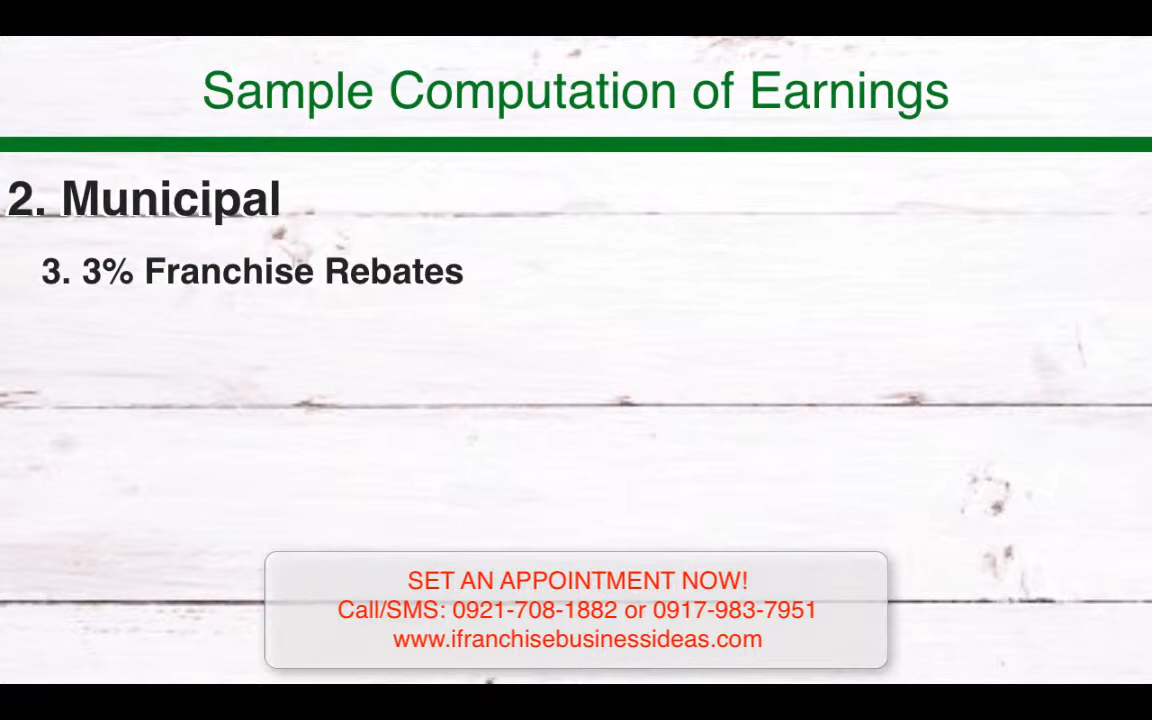 Sample Computation of Earnings
2. Municipal
3. 3% Franchise Rebates
SET AN APPOINTMENT NOW!
Call/SMS: 0921-708-1882 or 0917-983-7951
www.ifranchisebusinessideas.com